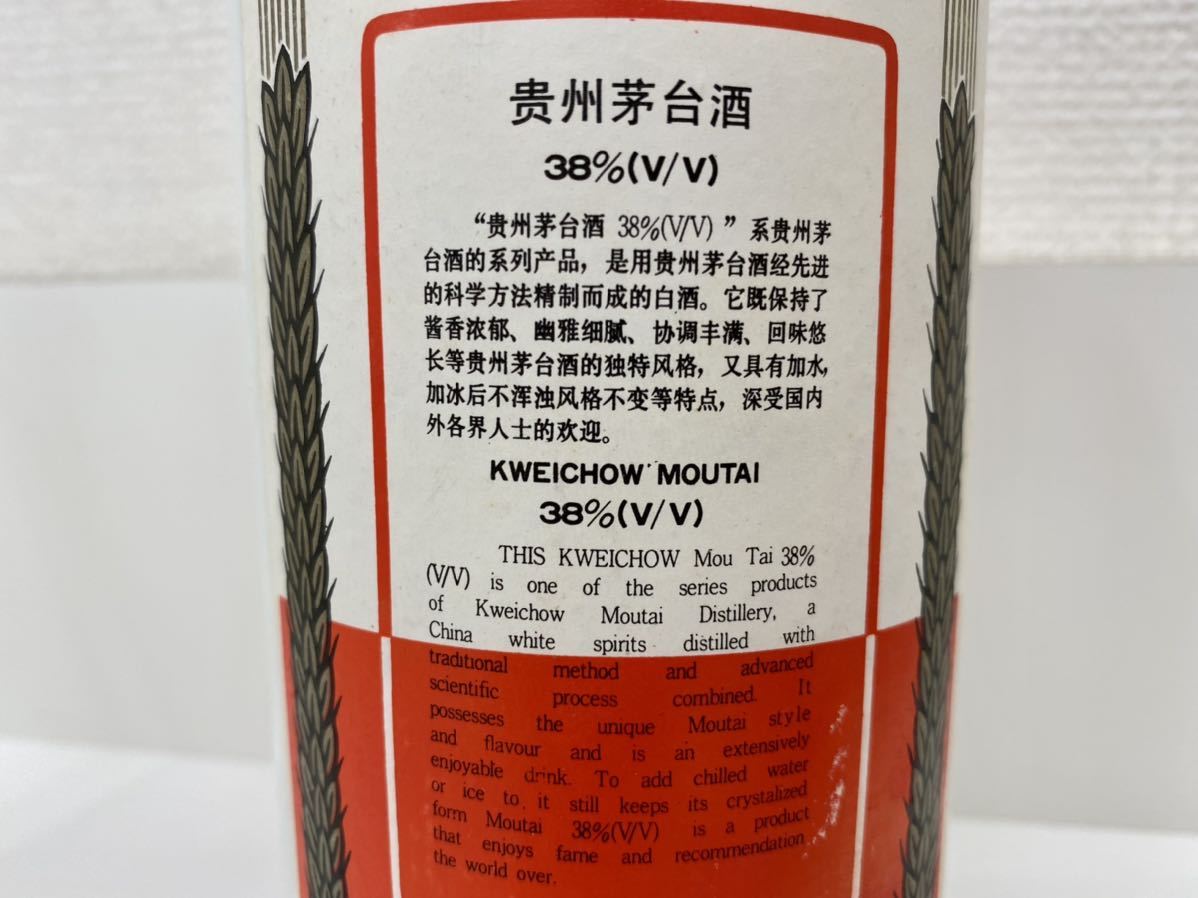 贵州茅台酒
38%(V/V)
“贵州茅台酒 38%(V/V)”系贵州茅
台酒的系列产品，是用贵州茅台酒经先进
的科学方法精制而成的白酒。它既保持了
酱香浓郁、幽雅细腻、协调丰满、回味悠
长等贵州茅台酒的独特风格，又具有加水，
加冰后不浑浊风格不变等特点，深受国内
外各界人士的欢迎。
KWEICHOW MOUTAI
38%(V/V)
THIS KWEICHOW Mou Tai 38%
(V/V) is one of the series products
of Kweichow Moutai Distillery, a
China white spirits distilled with
traditional method and advanced
scientific process combined. It
possesses the unique Moutai style
and flavour and is an extensively
enjoyable drink. To add chilled water
or ice to it still keeps its crystalized
form Moutai 38%(V/V) is a product
that enjoys fame and recommendation
the world over.